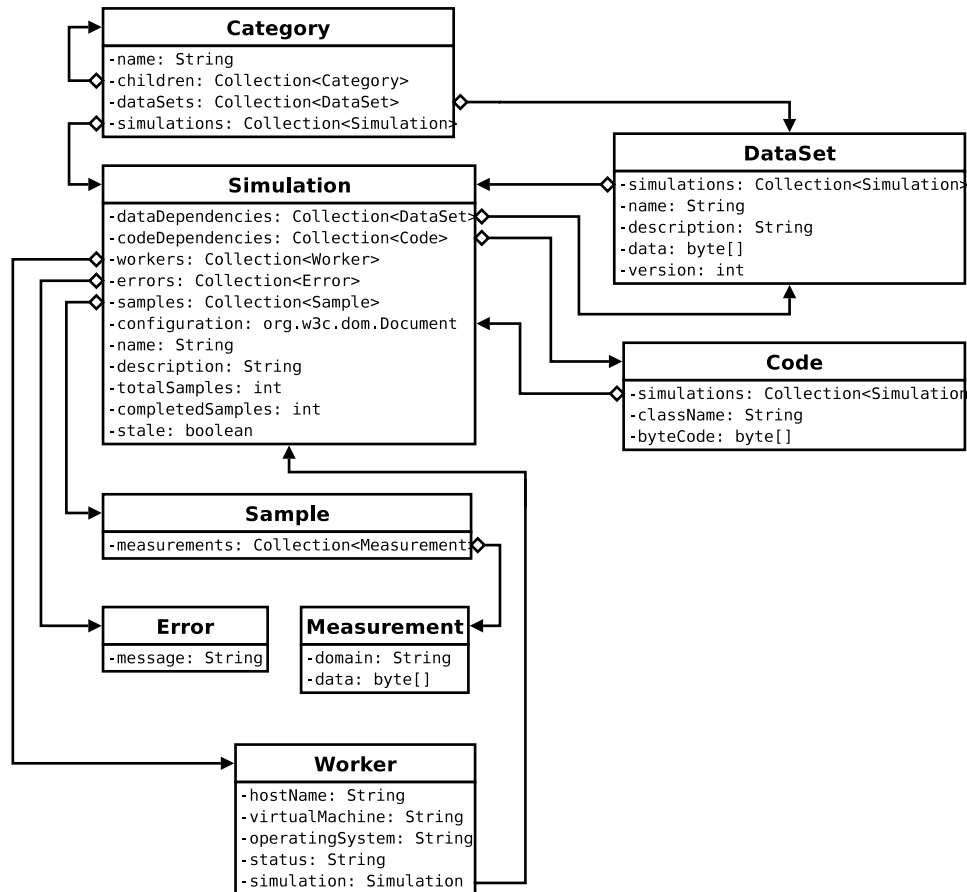 Category
-name: String
-children: Collection<Category>
-dataSets: Collection<DataSet>
-simulations: Collection<Simulation>
DataSet
-simulations: Collection<Simulation>
-name: String
-description: String
-data: byte[]
-version: int
Simulation
-dataDependencies: Collection<DataSet>
-codeDependencies: Collection<Code>
-workers: Collection<Worker>
-errors: Collection<Error>
-samples: Collection<Sample>
-configuration: org.w3c.dom.Document
-name: String
-description: String
-totalSamples: int
-completedSamples: int
-stale: boolean
Code
-simulations: Collection<Simulation
-className: String
-byteCode: byte[]
Sample
-measurements: Collection<Measurement>
Error
-message: String
Measurement
-domain: String
-data: byte[]
Worker
-hostName: String
-virtualMachine: String
-operatingSystem: String
-status: String
-simulation: Simulation